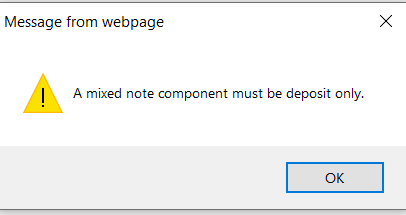 Message from webpage
A mixed note component must be deposit only.
OK